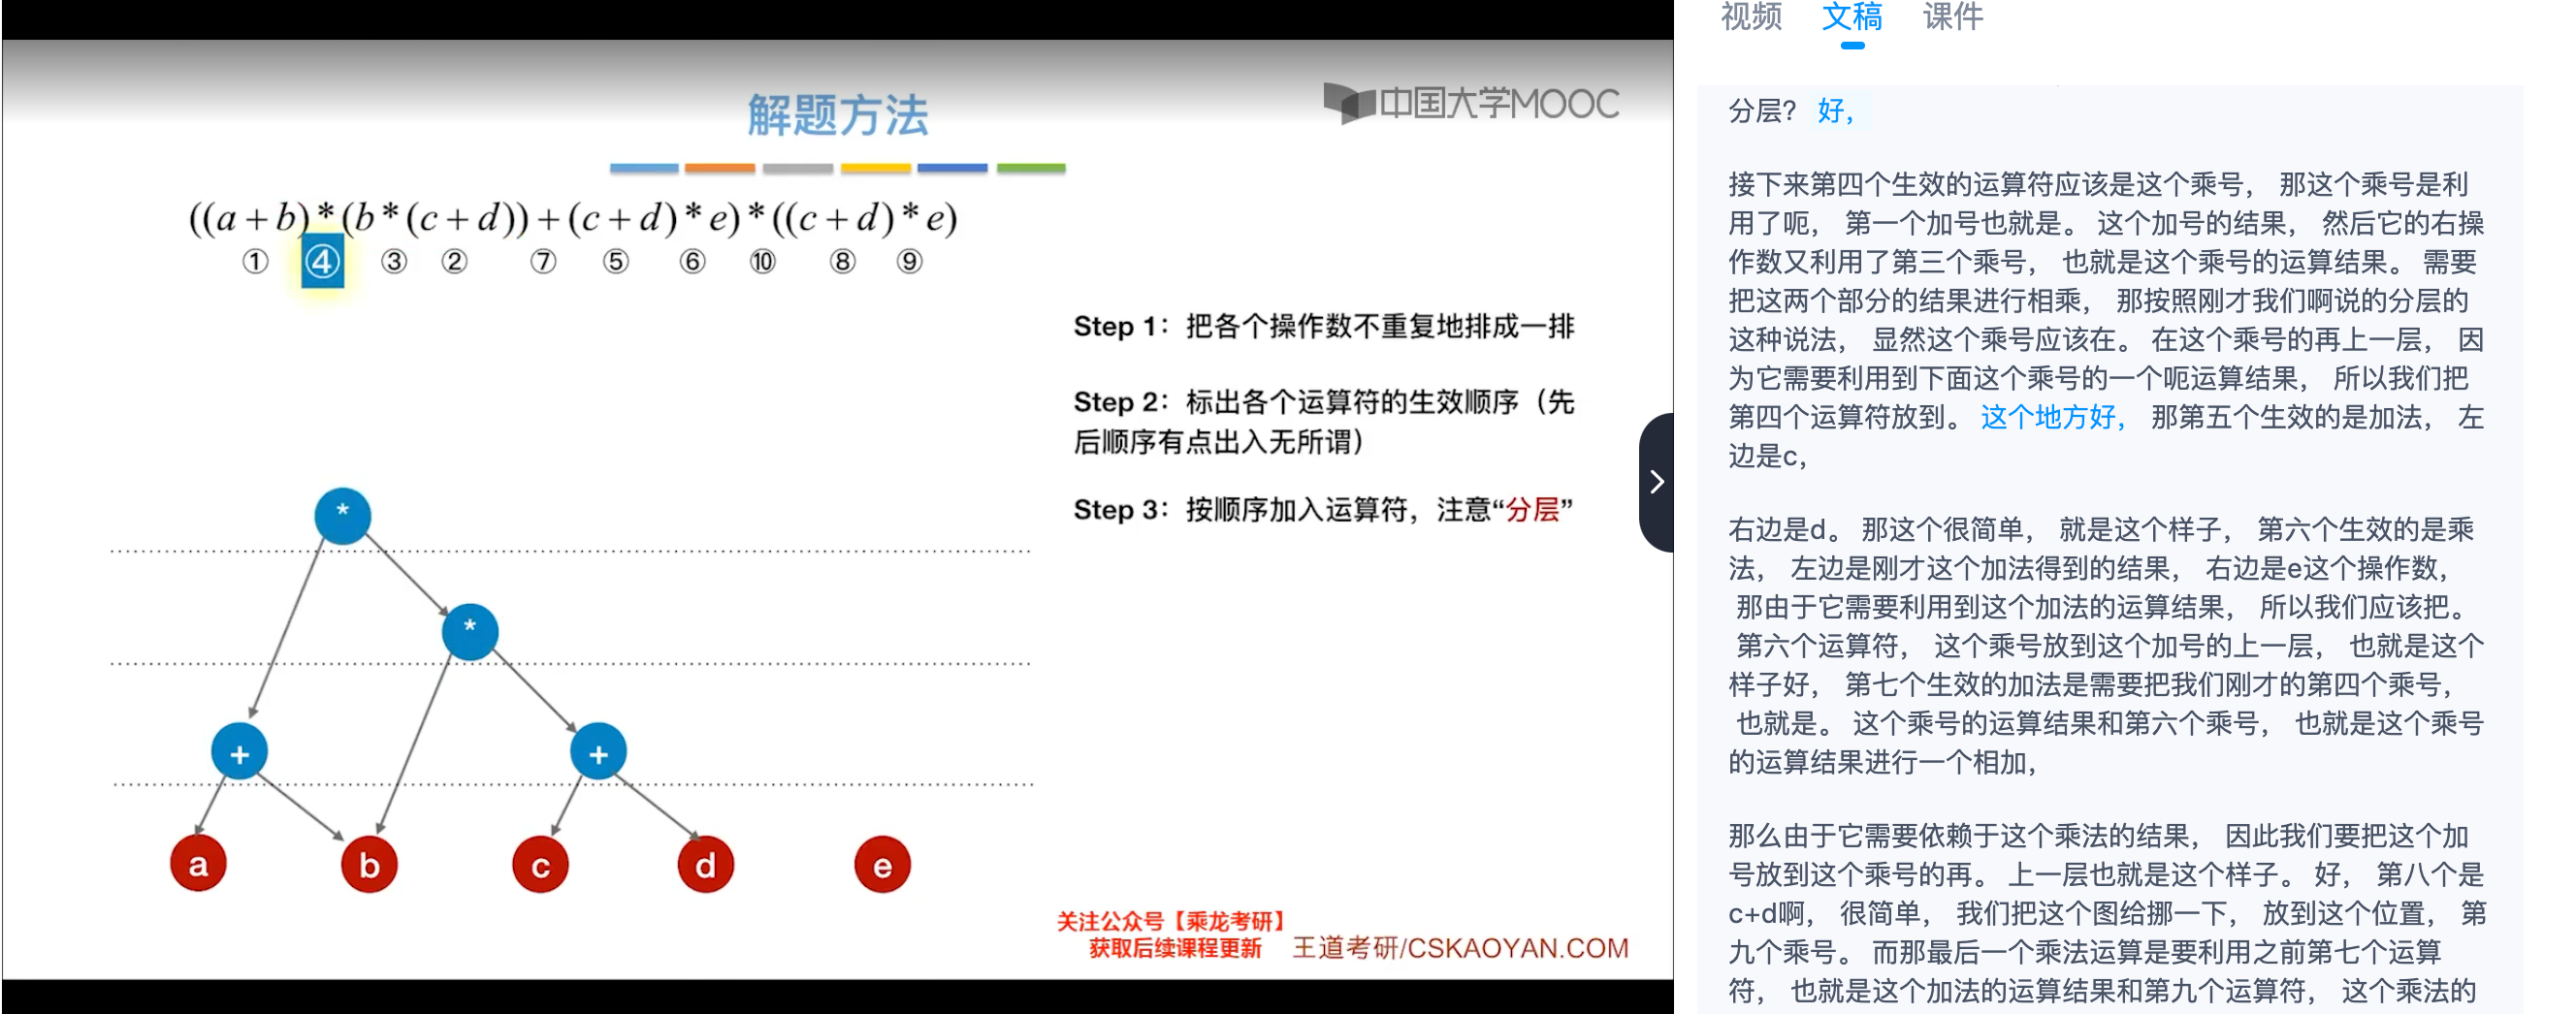 解题方法
中国大学MOOC
((a+b)*(b*(c+d))+(c+d)*e)*((c+d)*e)
① ④ ③ ② ⑦ ⑤ ⑥ ⑩ ⑧ ⑨
Step 1：把各个操作数不重复地排成一排
Step 2：标出各个运算符的生效顺序（先
后顺序有点出入无所谓）
Step 3：按顺序加入运算符，注意“分层”
*
*
+ +
a b c d e
关注公众号【乘龙考研】
获取后续课程更新
王道考研/CSKAOYAN.COM
视频 文稿 课件
分层？ 好，
接下来第四个生效的运算符应该是这个乘号， 那这个乘号是利
用了呃， 第一个加号也就是。 这个加号的结果， 然后它的右操
作数又利用了第三个乘号， 也就是这个乘号的运算结果。 需要
把这两个部分的结果进行相乘， 那按照刚才我们啊说的分层的
这种说法， 显然这个乘号应该在。 在这个乘号的再上一层， 因
为它需要利用到下面这个乘号的一个呃运算结果， 所以我们把
第四个运算符放到。 这个地方好， 那第五个生效的是加法， 左
边是c，
右边是d。 那这个很简单， 就是这个样子， 第六个生效的是乘
法， 左边是刚才这个加法得到的结果， 右边是e这个操作数，
那由于它需要利用到这个加法的运算结果， 所以我们应该把。
第六个运算符， 这个乘号放到这个加号的上一层， 也就是这个
样子好， 第七个生效的加法是需要把我们刚才的第四个乘号，
也就是。 这个乘号的运算结果和第六个乘号， 也就是这个乘号
的运算结果进行一个相加，
那么由于它需要依赖于这个乘法的结果， 因此我们要把这个加
号放到这个乘号的再。 上一层也就是这个样子。 好， 第八个是
c+d啊， 很简单， 我们把这个图给挪一下， 放到这个位置， 第
九个乘号。 而那最后一个乘法运算是要利用之前第七个运算
符， 也就是这个加法的运算结果和第九个运算符， 这个乘法的